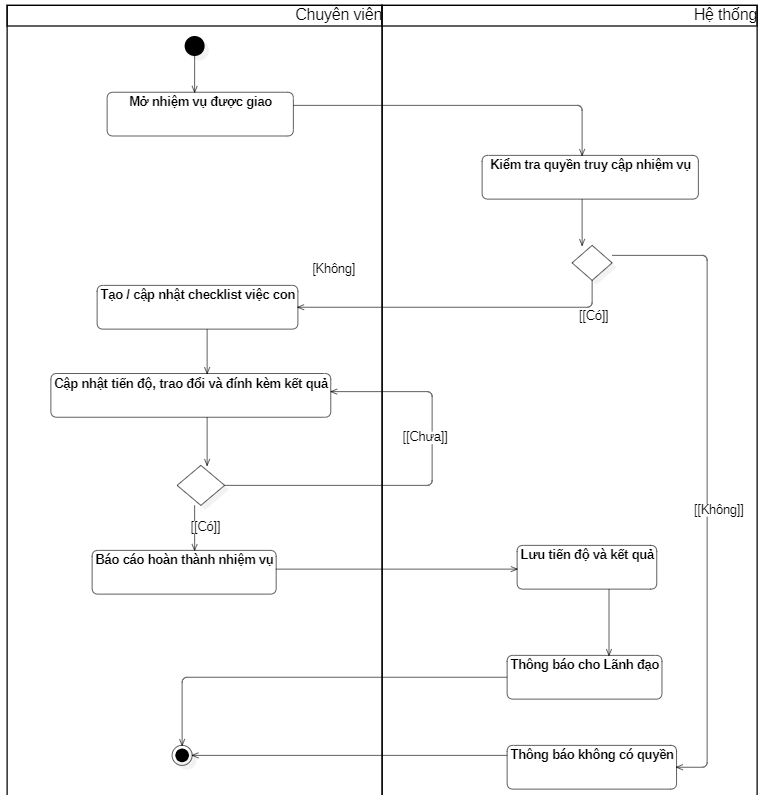 Chuyên viên
Hệ thống
Mở nhiệm vụ được giao
Kiểm tra quyền truy cập nhiệm vụ
[Không]
Tạo / cập nhật checklist việc con
[[Có]]
Cập nhật tiến độ, trao đổi và đính kèm kết quả
[[Chưa]]
[[Không]]
[[Có]]
Báo cáo hoàn thành nhiệm vụ
Lưu tiến độ và kết quả
Thông báo cho Lãnh đạo
Thông báo không có quyền